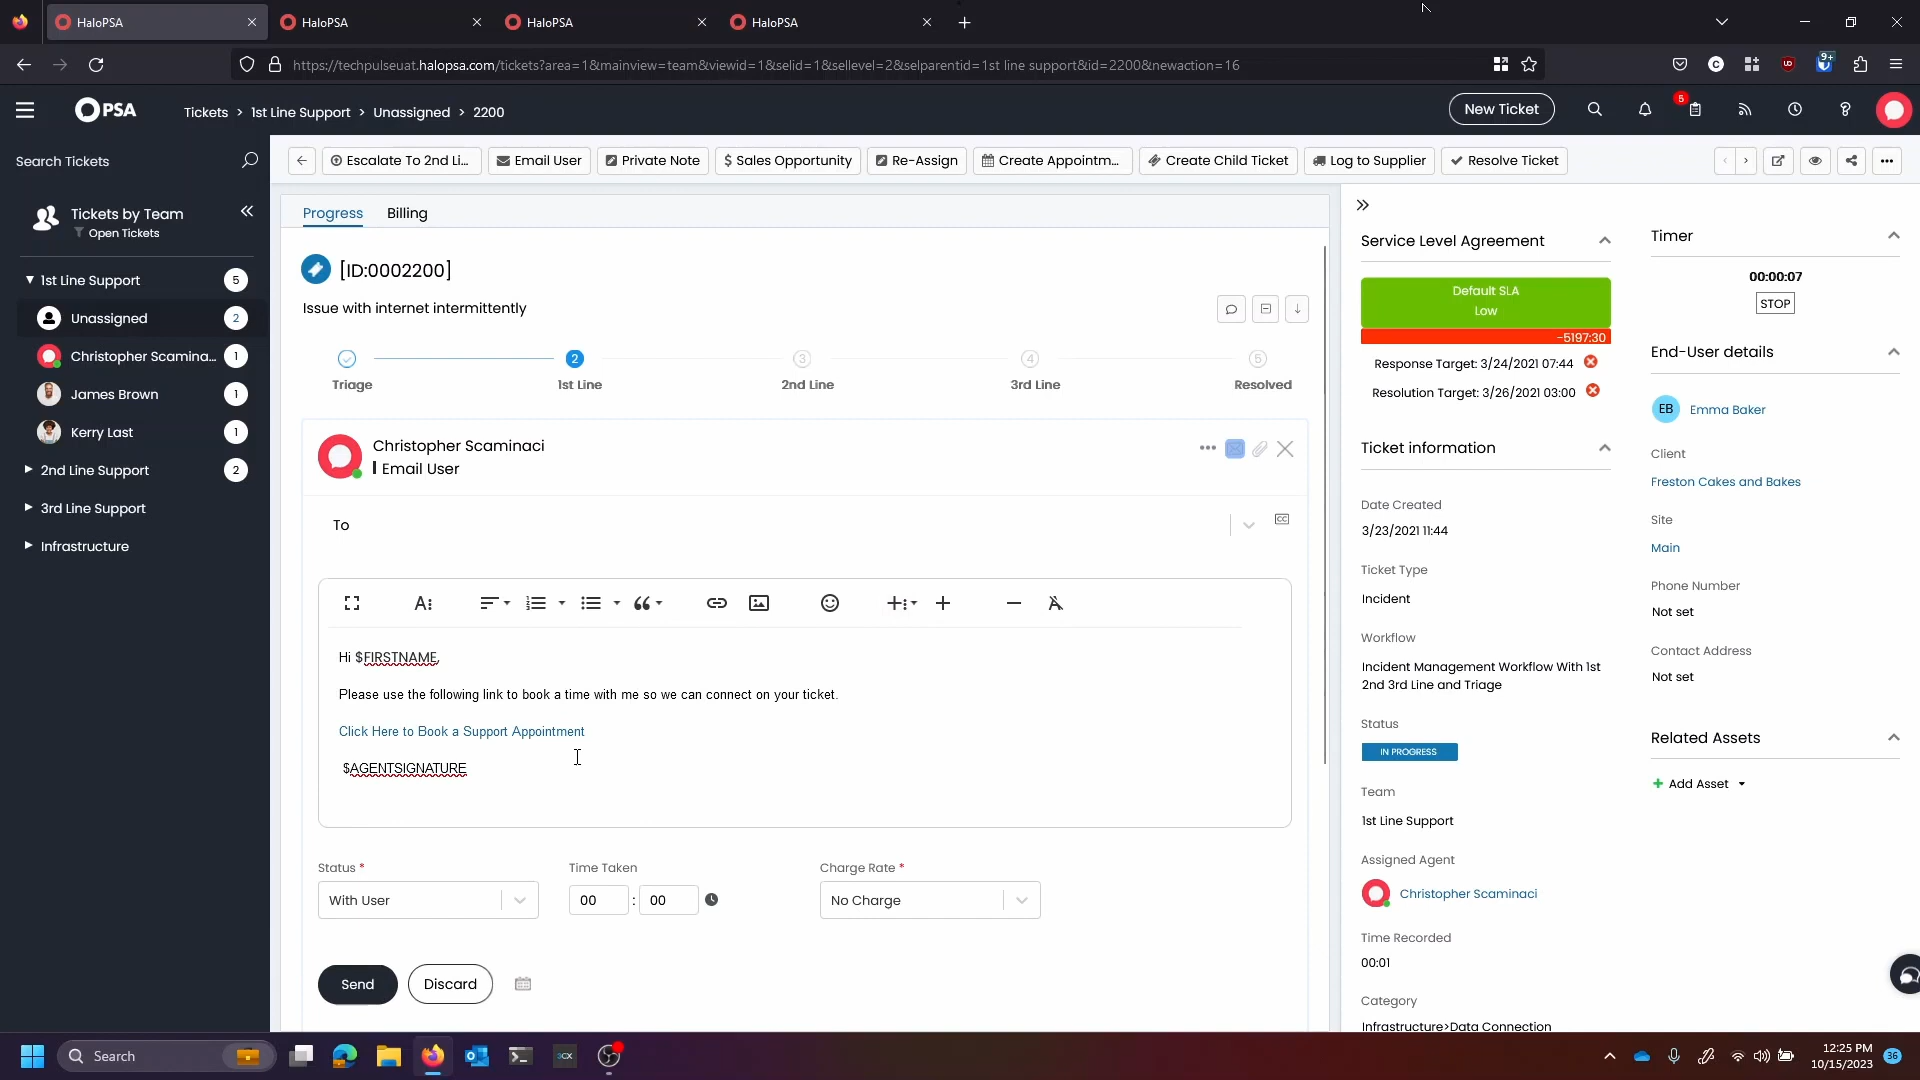 HaloPSA
HaloPSA
HaloPSA
HaloPSA
https://techpulseuat.halopsa.com/tickets?area=1&mainview=team&viewid=1&selid=1&sellevel=2&selparentid=1st line support&id=2200&newaction=16
9+
PSA
Tickets > 1st Line Support > Unassigned > 2200
New Ticket
5
Search Tickets
Tickets by Team
Open Tickets
1st Line Support 5
Unassigned 2
Christopher Scamina... 1
James Brown 1
Kerry Last 1
2nd Line Support 2
3rd Line Support
Infrastructure
Escalate To 2nd Li...
Email User
Private Note
$ Sales Opportunity
Re-Assign
Create Appointm...
Create Child Ticket
Log to Supplier
Resolve Ticket
Progress
Billing
[ID:0002200]
Issue with internet intermittently
2 3 4 5
Triage 1st Line 2nd Line 3rd Line Resolved
Christopher Scaminaci
Email User
To
CC
Hi $FIRSTNAME,
Please use the following link to book a time with me so we can connect on your ticket.
Click Here to Book a Support Appointment
$AGENTSIGNATURE
Status * Time Taken Charge Rate *
With User 00 : 00 No Charge
Send Discard
Service Level Agreement
Default SLA
Low
-5197:30
Response Target: 3/24/2021 07:44
Resolution Target: 3/26/2021 03:00
Ticket information
Date Created
3/23/2021 11:44
Ticket Type
Incident
Workflow
Incident Management Workflow With 1st
2nd 3rd Line and Triage
Status
IN PROGRESS
Team
1st Line Support
Assigned Agent
Christopher Scaminaci
Time Recorded
00:01
Category
Infrastructure>Data Connection
Timer
00:00:07
STOP
End-User details
EB Emma Baker
Client
Freston Cakes and Bakes
Site
Main
Phone Number
Not set
Contact Address
Not set
Related Assets
+ Add Asset
Search
12:25 PM
10/15/2023
36